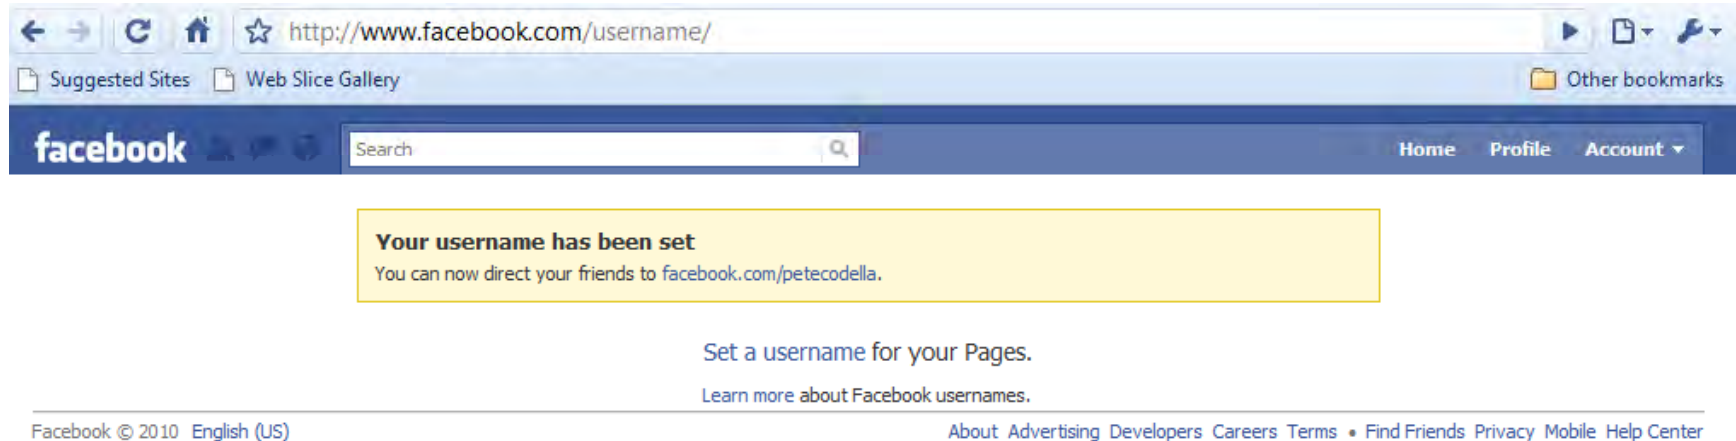 http://www.facebook.com/username/
Suggested Sites Web Slice Gallery Other bookmarks
facebook Search Home Profile Account
Your username has been set
You can now direct your friends to facebook.com/petecodella.
Set a username for your Pages.
Learn more about Facebook usernames.
Facebook © 2010 English (US) About Advertising Developers Careers Terms • Find Friends Privacy Mobile Help Center